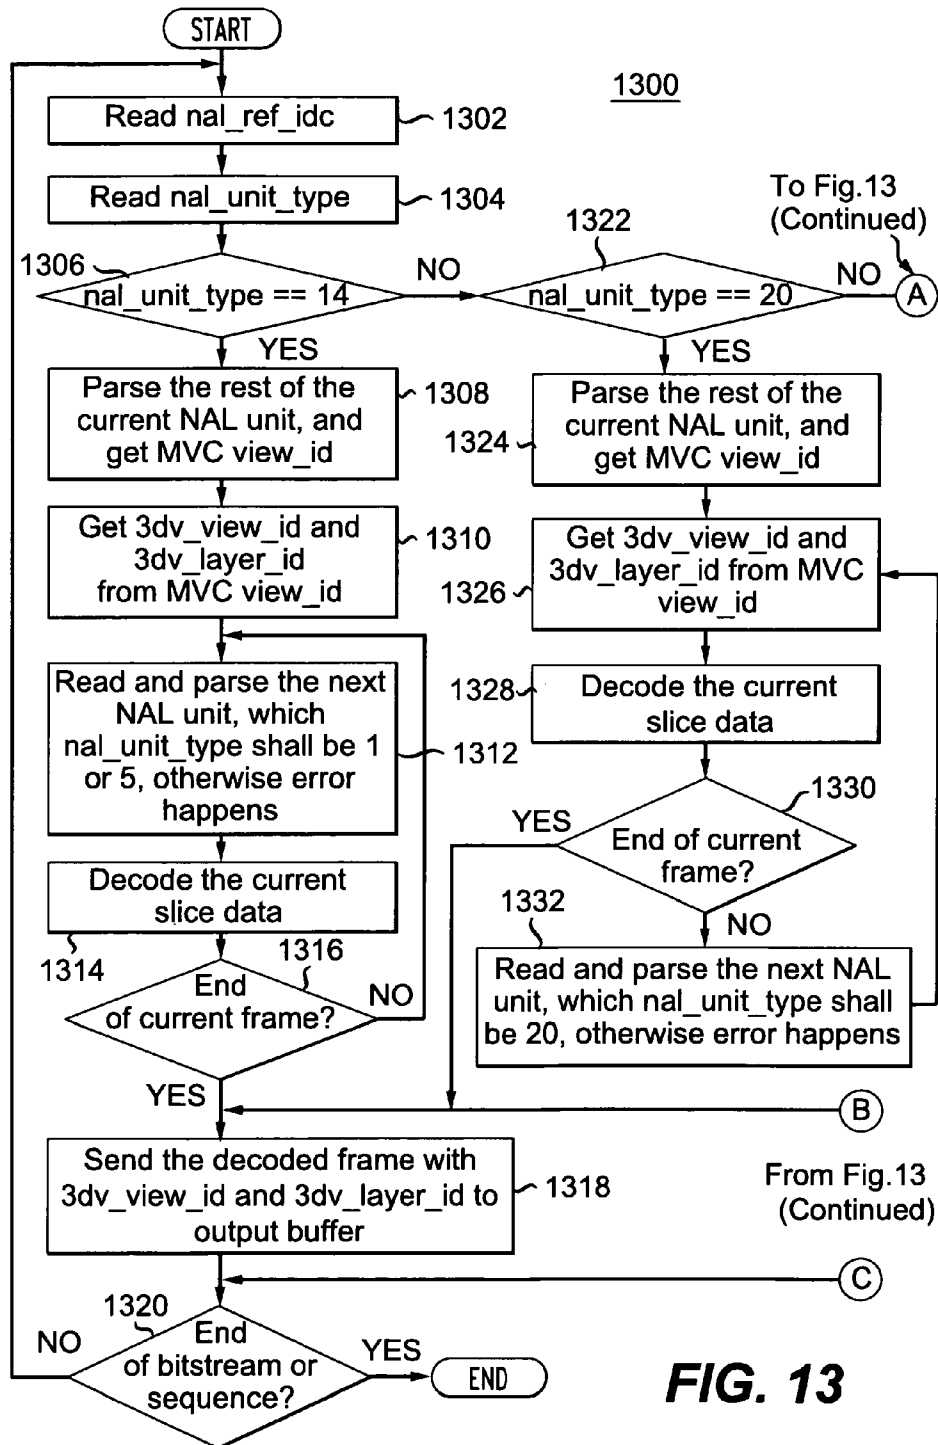 START
1300
Read nal_ref_idc
1302
Read nal_unit_type
1304
To Fig.13
(Continued)
1306
nal_unit_type == 14
NO
1322
nal_unit_type == 20
NO
A
YES
Parse the rest of the
current NAL unit, and
get MVC view_id
1308
YES
Parse the rest of the
current NAL unit, and
get MVC view_id
1324
Get 3dv_view_id and
3dv_layer_id
from MVC view_id
1310
Get 3dv_view_id and
3dv_layer_id from MVC
view_id
1326
Read and parse the next
NAL unit, which
nal_unit_type shall be 1
or 5, otherwise error
happens
1312
1328
Decode the current
slice data
1330
YES
End of current
frame?
Decode the current
slice data
1314
1332
NO
Read and parse the next NAL
unit, which nal_unit_type shall
be 20, otherwise error happens
1316
End
of current frame?
NO
YES
B
Send the decoded frame with
3dv_view_id and 3dv_layer_id to
output buffer
1318
From Fig.13
(Continued)
C
1320
NO
End
of bitstream or
sequence?
YES
END
FIG. 13